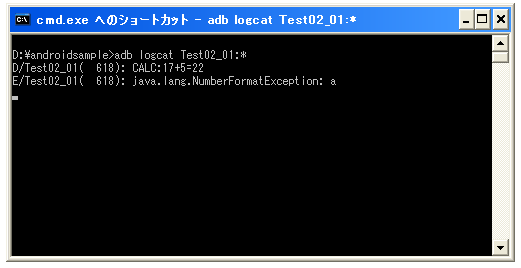 cmd.exe へのショートカット - adb logcat Test02_01:*
D:¥androidsample>adb logcat Test02_01:*
D/Test02_01(  618): CALC:17+5=22
E/Test02_01(  618): java.lang.NumberFormatException: a